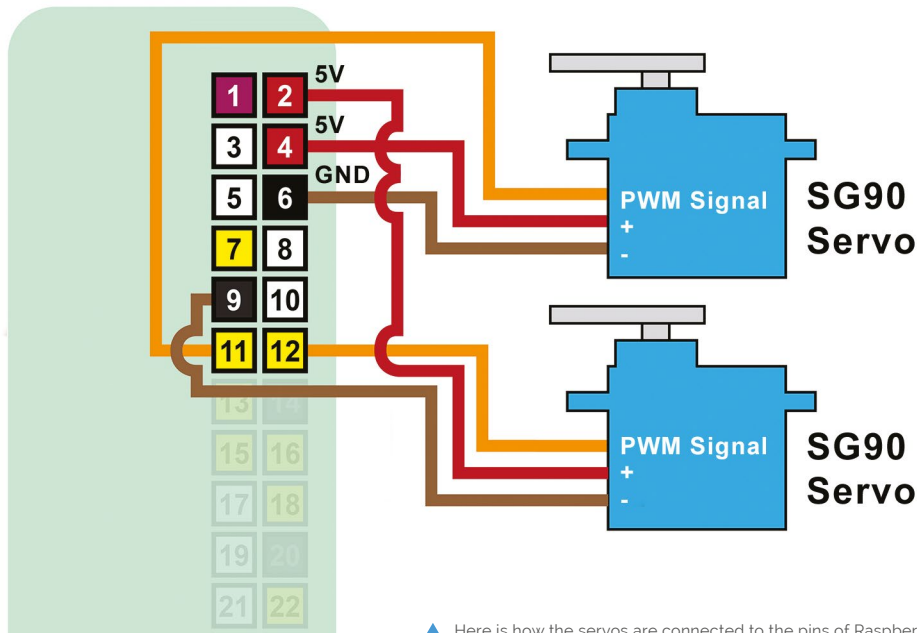 5V
1 2
5V
3 4
GND
5 6
7 8
9 10
11 12
13 14
15 16
17 18
19 20
21 22
PWM Signal
+
-
SG90
Servo
PWM Signal
+
-
SG90
Servo
Here is how the servos are connected to the pins of